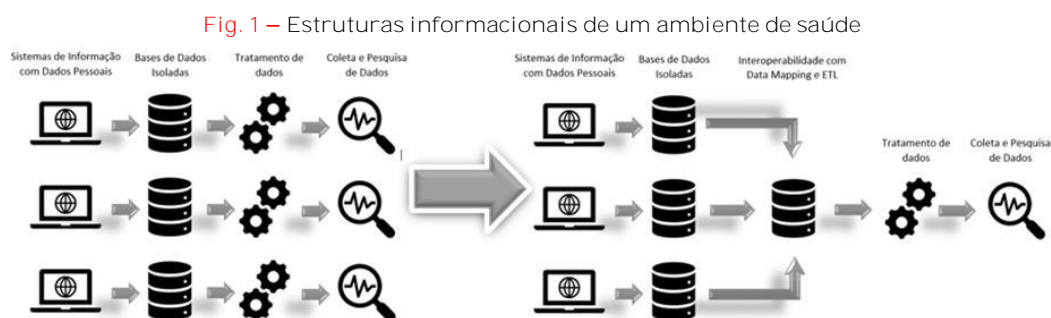 Fig. 1 – Estruturas informacionais de um ambiente de saúde
Sistemas de Informação
com Dados Pessoais
Bases de Dados
Isoladas
Tratamento de
dados
Coleta e Pesquisa
de Dados
Sistemas de Informação
com Dados Pessoais
Bases de Dados
Isoladas
Interoperabilidade com
Data Mapping e ETL
Tratamento de
dados
Coleta e Pesquisa
de Dados